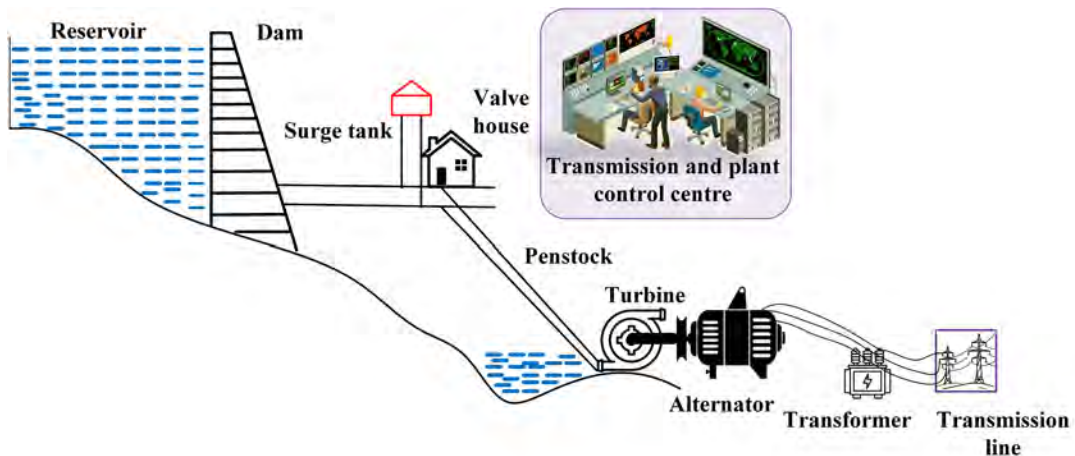 Reservoir
Dam
Surge tank
Valve
house
Transmission and plant
control centre
Penstock
Turbine
Alternator
Transformer
Transmission
line